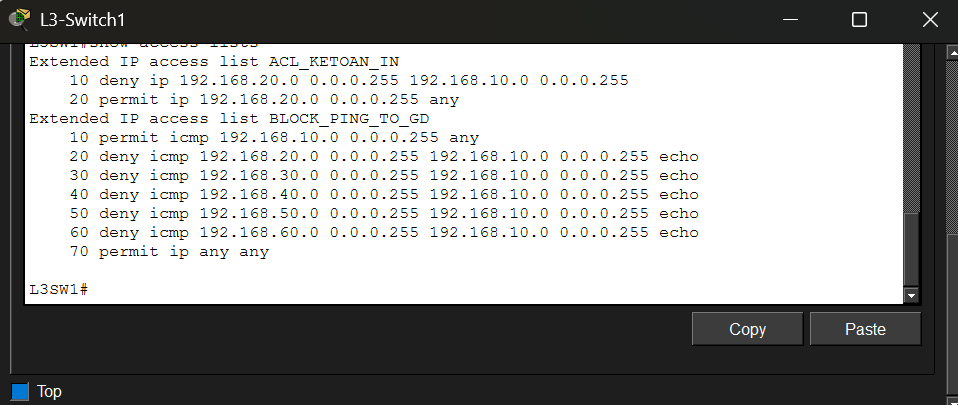 L3-Switch1
L3SW1#show access-lists
Extended IP access list ACL_KETOAN_IN
10 deny ip 192.168.20.0 0.0.0.255 192.168.10.0 0.0.0.255
20 permit ip 192.168.20.0 0.0.0.255 any
Extended IP access list BLOCK_PING_TO_GD
10 permit icmp 192.168.10.0 0.0.0.255 any
20 deny icmp 192.168.20.0 0.0.0.255 192.168.10.0 0.0.0.255 echo
30 deny icmp 192.168.30.0 0.0.0.255 192.168.10.0 0.0.0.255 echo
40 deny icmp 192.168.40.0 0.0.0.255 192.168.10.0 0.0.0.255 echo
50 deny icmp 192.168.50.0 0.0.0.255 192.168.10.0 0.0.0.255 echo
60 deny icmp 192.168.60.0 0.0.0.255 192.168.10.0 0.0.0.255 echo
70 permit ip any any
L3SW1#
Copy
Paste
Top